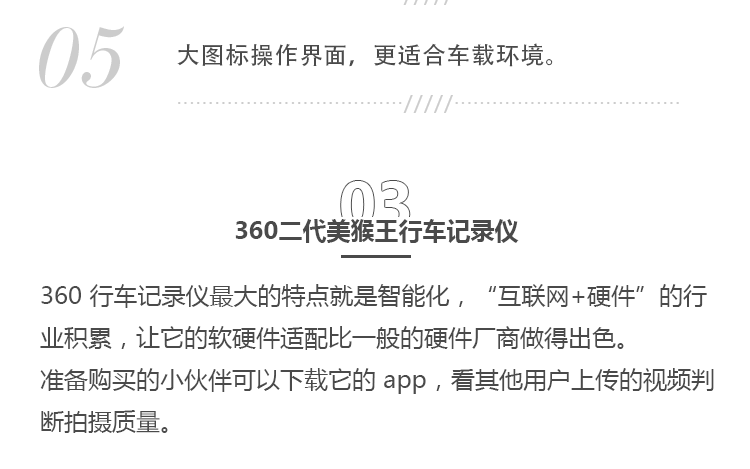 05
大图标操作界面，更适合车载环境。
/////
03
360二代美猴王行车记录仪
360 行车记录仪最大的特点就是智能化，“互联网+硬件”的行
业积累，让它的软硬件适配比一般的硬件厂商做得出色。
准备购买的小伙伴可以下载它的 app，看其他用户上传的视频判
断拍摄质量。